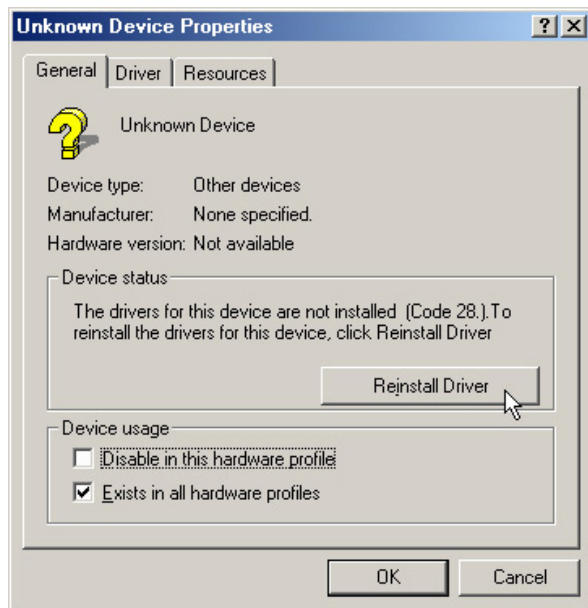 Unknown Device Properties
General Driver Resources
Unknown Device
Device type: Other devices
Manufacturer: None specified.
Hardware version: Not available
Device status
The drivers for this device are not installed (Code 28.).To
reinstall the drivers for this device, click Reinstall Driver
Reinstall Driver
Device usage
Disable in this hardware profile
Exists in all hardware profiles
OK Cancel